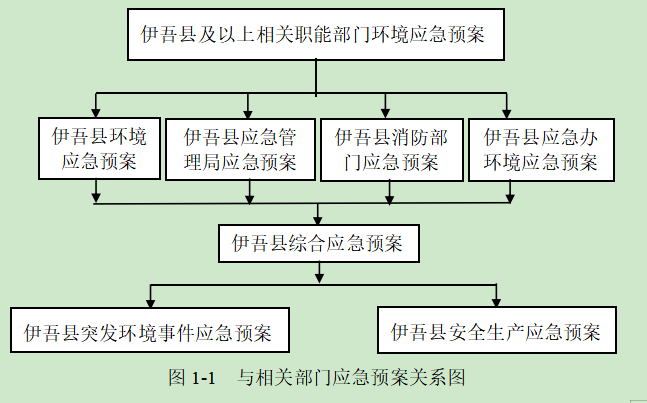 伊吾县及以上相关职能部门环境应急预案
伊吾县环境
应急预案
伊吾县应急管
理局应急预案
伊吾县消防部
门应急预案
伊吾县应急办
环境应急预案
伊吾县综合应急预案
伊吾县突发环境事件应急预案
伊吾县安全生产应急预案
图 1-1 与相关部门应急预案关系图